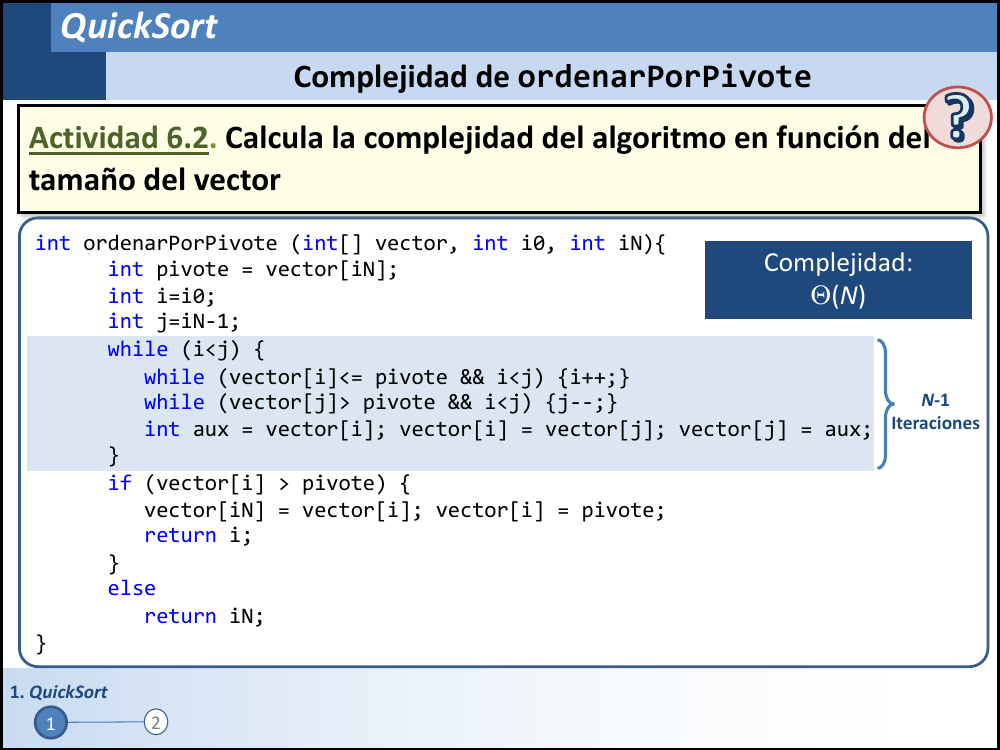 QuickSort
Complejidad de ordenarPorPivote
?
Actividad 6.2. Calcula la complejidad del algoritmo en función del
tamaño del vector
int ordenarPorPivote (int[] vector, int i0, int iN){
int pivote = vector[iN];
int i=i0;
int j=iN-1;
while (i<j) {
while (vector[i]<= pivote && i<j) {i++;}
while (vector[j]> pivote && i<j) {j--;}
int aux = vector[i]; vector[i] = vector[j]; vector[j] = aux;
}
if (vector[i] > pivote) {
vector[iN] = vector[i]; vector[i] = pivote;
return i;
}
else
return iN;
}
Complejidad:
Θ(N)
N-1
Iteraciones
1. QuickSort
1
2